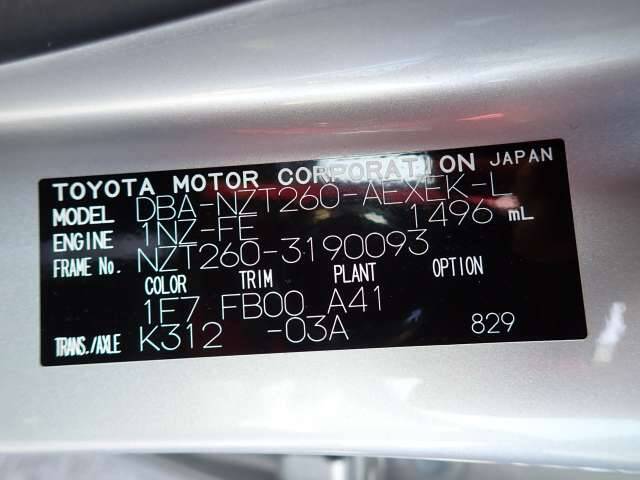 TOYOTA MOTOR CORPORATION JAPAN
MODEL DBA-NZT260-AEXEK-L
ENGINE 1NZ-FE 1496 mL
FRAME No. NZT260-3190093
COLOR TRIM PLANT OPTION
1F7 FB00 A41
TRANS./AXLE K312 -03A 829